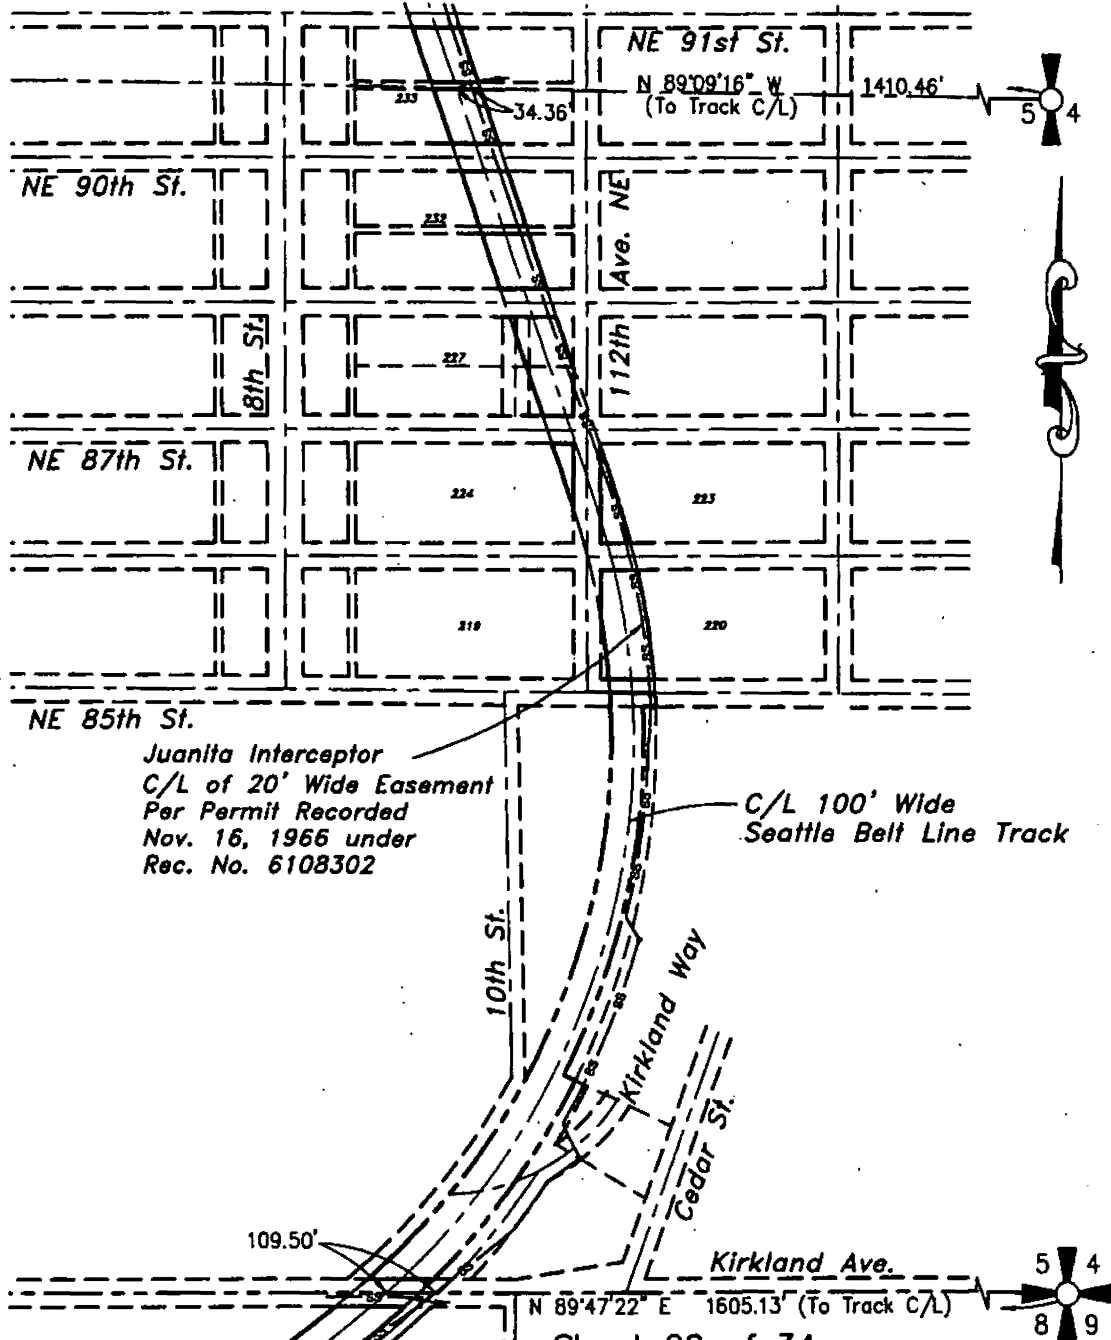 NE 91st St.
N 89°09'16" W
1410.46'
(To Track C/L)
5 4
233
34.36'
NE 90th St.
232
112th Ave. NE
8th St.
227
NE 87th St.
224
223
219
220
NE 85th St.
Juanita Interceptor
C/L of 20' Wide Easement
Per Permit Recorded
Nov. 16, 1966 under
Rec. No. 6108302
C/L 100' Wide
Seattle Belt Line Track
10th St.
Kirkland Way
Cedar St.
109.50'
Kirkland Ave.
5 4
N 89°47'22" E 1605.13' (To Track C/L)
8 9